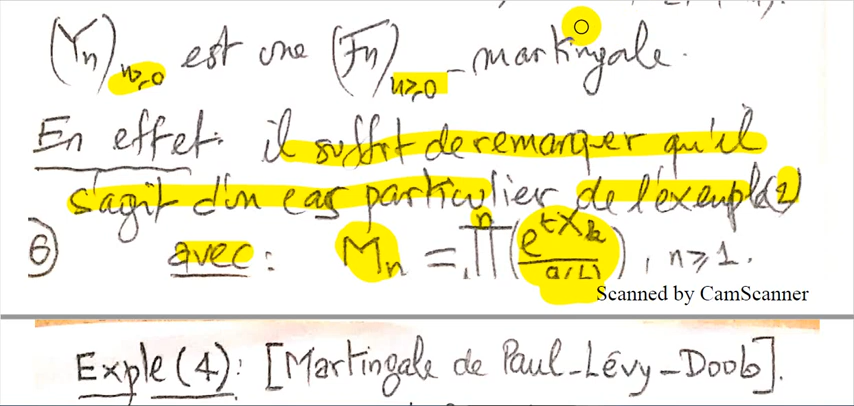 (Yn)n≥0 est une (Fn)n≥0 - martingale.
En effet: il suffit de remarquer qu'il
s'agit d'un cas particulier de l'exemple(2)
⑥ avec: Mn = ∏ (e^{tXk} / a(t)), n≥1.
Scanned by CamScanner
Exple(4): [Martingale de Paul-Lévy-Doob].